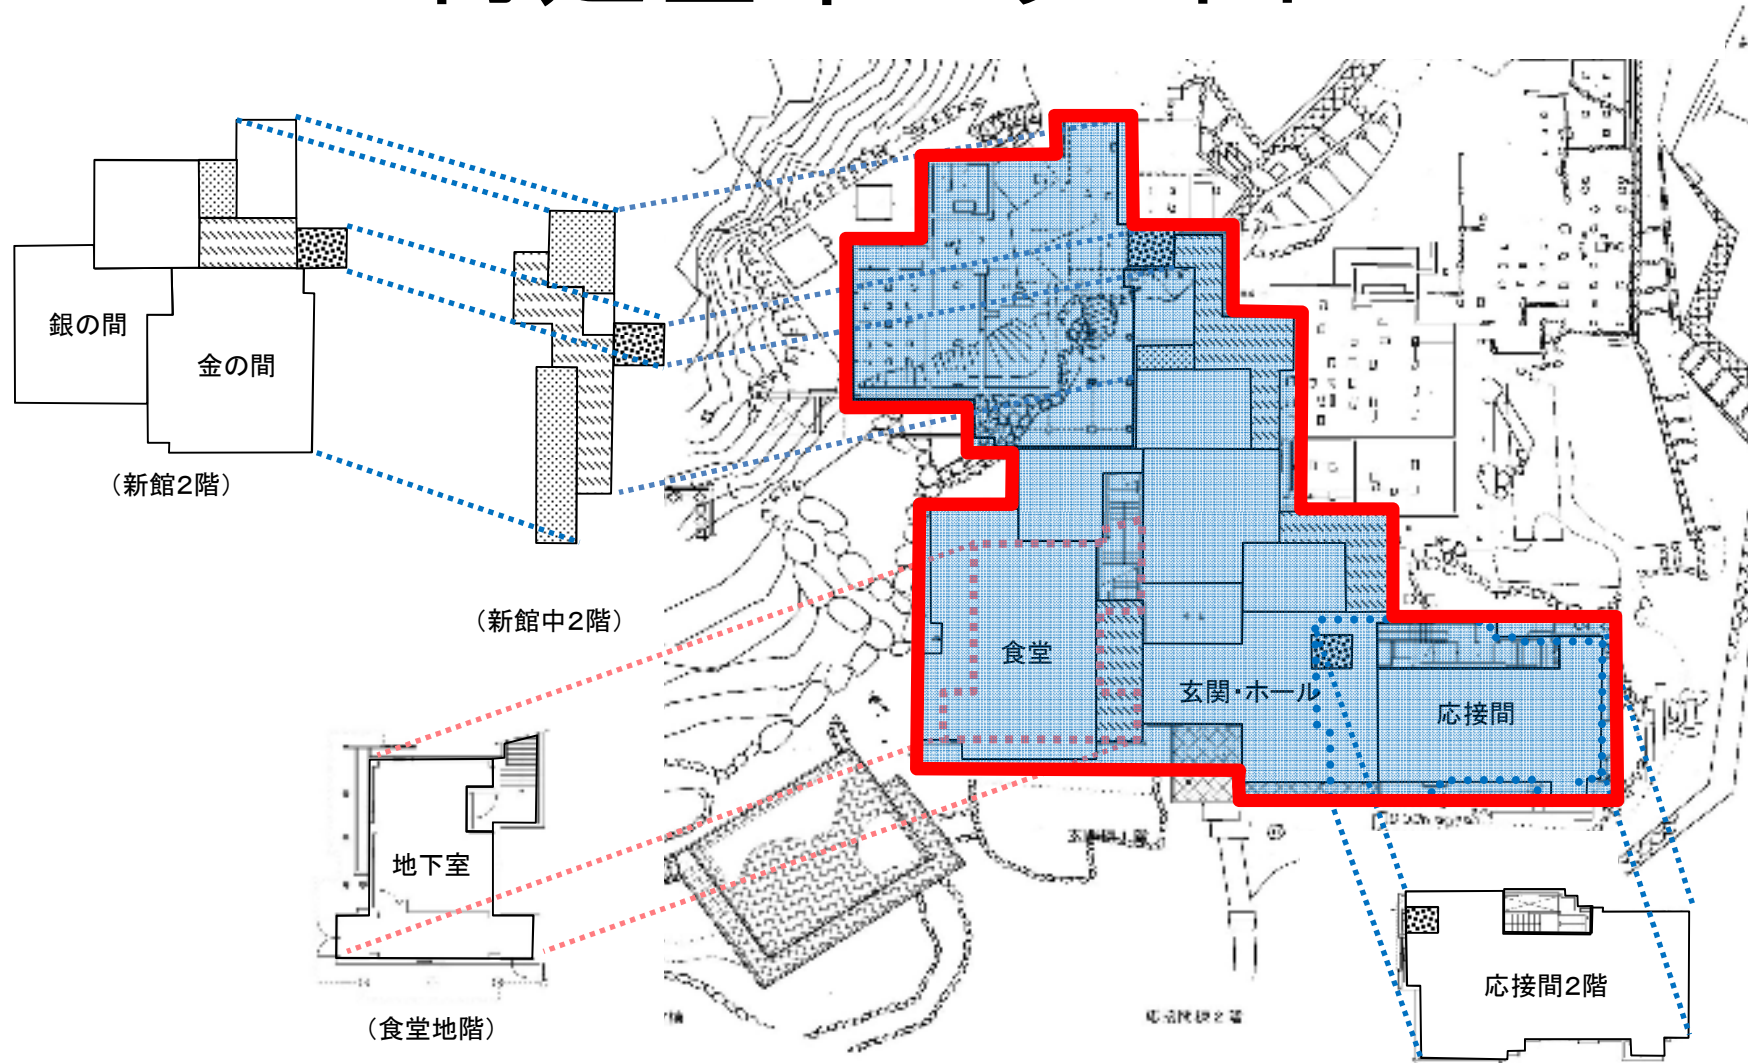 銀の間
金の間
（新館2階）
（新館中2階）
食堂
玄関・ホール
応接間
地下室
（食堂地階）
応接間2階